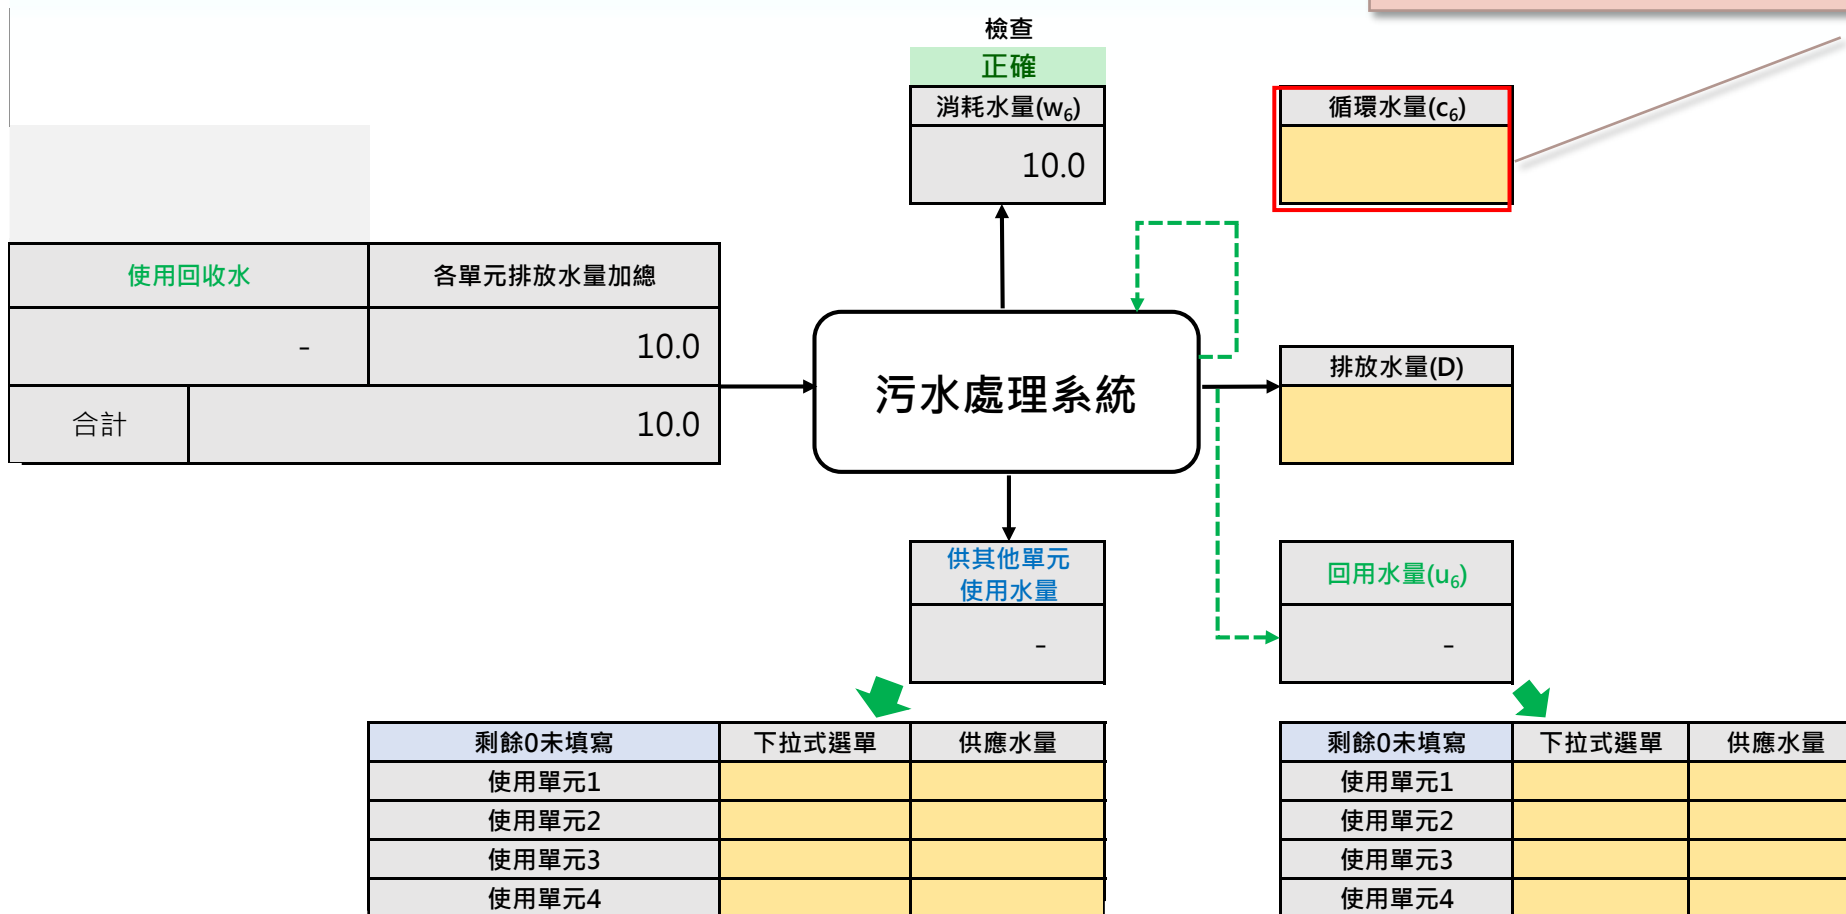 檢查
正確
消耗水量(w₆)
循環水量(c₆)
10.0
使用回收水 各單元排放水量加總
- 10.0
合計 10.0
污水處理系統
排放水量(D)
供其他單元
使用水量
回用水量(u₆)
- -
剩餘0未填寫 下拉式選單 供應水量 剩餘0未填寫 下拉式選單 供應水量
使用單元1 使用單元1
使用單元2 使用單元2
使用單元3 使用單元3
使用單元4 使用單元4